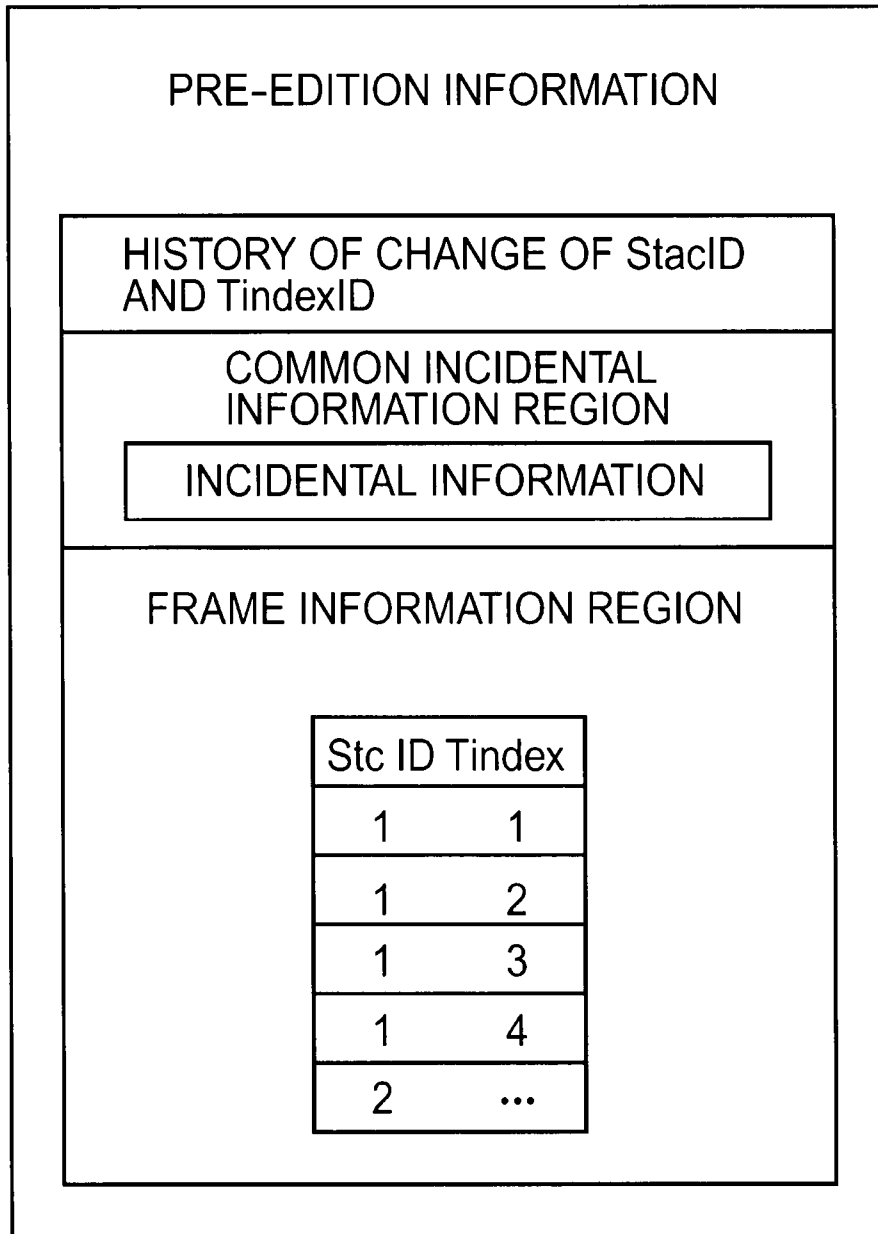 PRE-EDITION INFORMATION
HISTORY OF CHANGE OF StacID
AND TindexID
COMMON INCIDENTAL
INFORMATION REGION
INCIDENTAL INFORMATION
FRAME INFORMATION REGION
Stc ID Tindex
1 1
1 2
1 3
1 4
2 ...